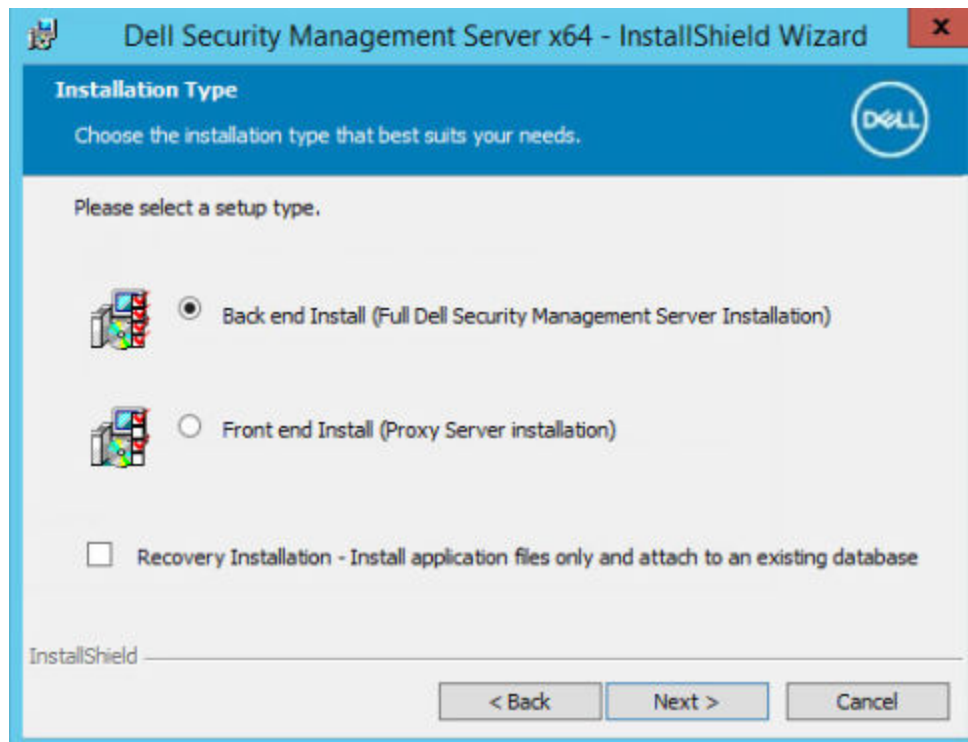 Dell Security Management Server x64 - InstallShield Wizard
x
Installation Type
Choose the installation type that best suits your needs.
DELL
Please select a setup type.
Back end Install (Full Dell Security Management Server Installation)
Front end Install (Proxy Server installation)
Recovery Installation - Install application files only and attach to an existing database
InstallShield
< Back Next > Cancel